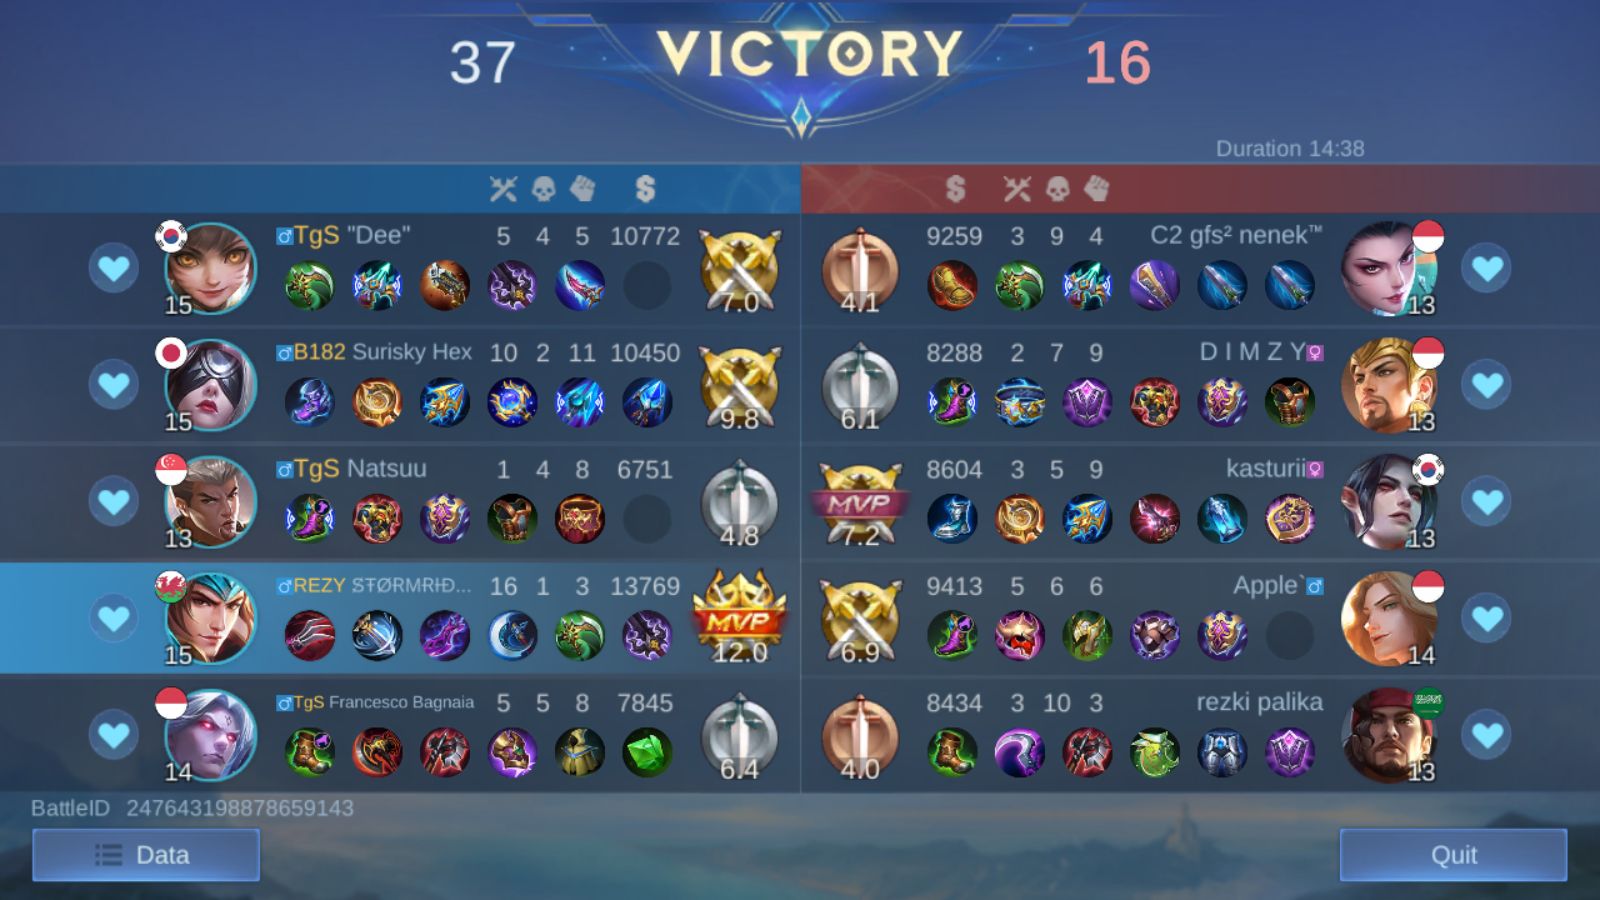 37 VICTORY 16
Duration 14:38
TgS "Dee" 5 4 5 10772 7.0
15
4.1 9259 3 9 4 C2 gfs² nenek™
13
B182 Surisky Hex 10 2 11 10450 9.8
15
6.1 8288 2 7 9 D I M Z Y
13
TgS Natsuu 1 4 8 6751 4.8
13
MVP 7.2 8604 3 5 9 kasturii
13
REZY SŦØRMRƗĐ... 16 1 3 13769 MVP 12.0
15
6.9 9413 5 6 6 Apple`
14
TgS Francesco Bagnaia 5 5 8 7845 6.4
14
4.0 8434 3 10 3 rezki palika
13
BattleID 247643198878659143
Data
Quit